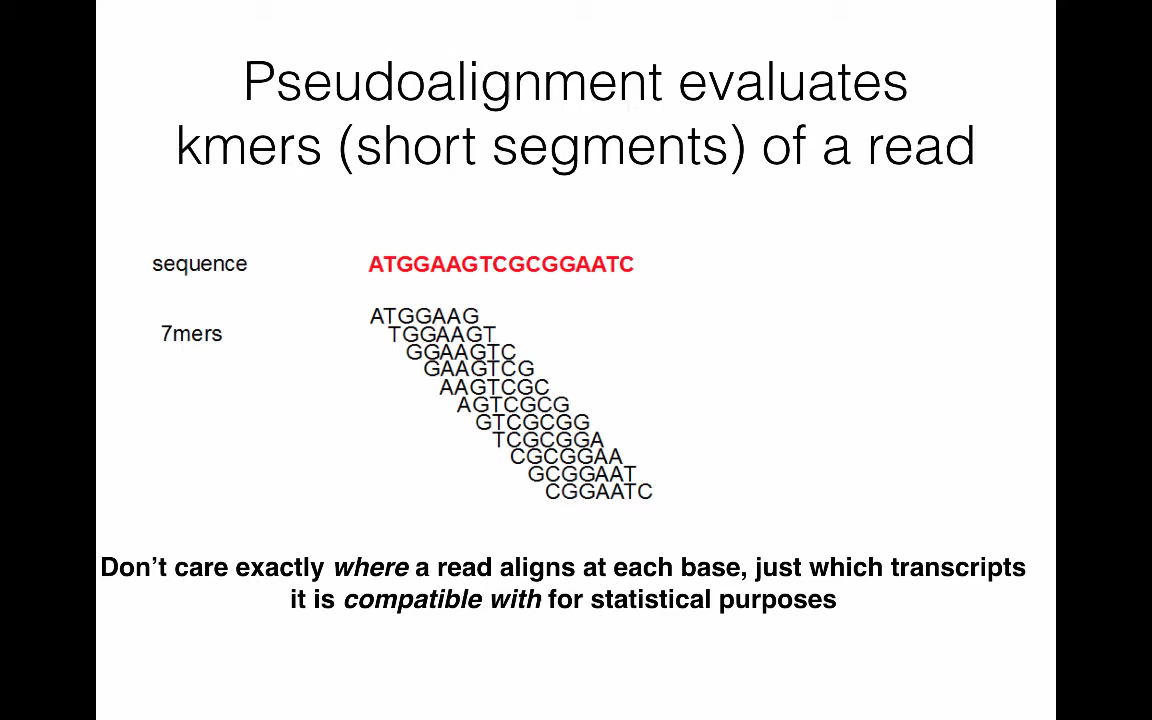 Pseudoalignment evaluates
kmers (short segments) of a read
sequence ATGGAAGTCGCGGAATC
7mers
ATGGAAG
TGGAAGT
GGAAGTC
GAAGTCG
AAGTCGC
AGTCGCG
GTCGCGG
TCGCGGA
CGCGGAA
GCGGAAT
CGGAATC
Don’t care exactly where a read aligns at each base, just which transcripts
it is compatible with for statistical purposes